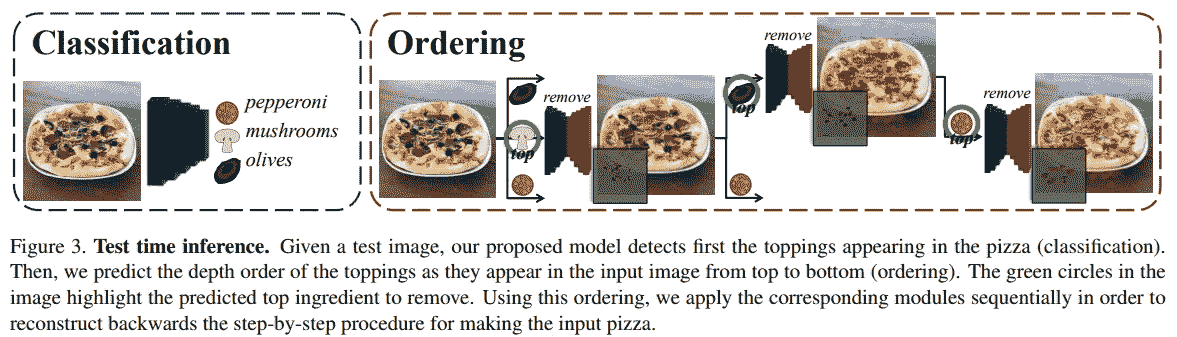 Classification
Ordering
pepperoni
mushrooms
olives
remove
top
top
remove
top
remove
Figure 3. Test time inference. Given a test image, our proposed model detects first the toppings appearing in the pizza (classification).
Then, we predict the depth order of the toppings as they appear in the input image from top to bottom (ordering). The green circles in the
image highlight the predicted top ingredient to remove. Using this ordering, we apply the corresponding modules sequentially in order to
reconstruct backwards the step-by-step procedure for making the input pizza.